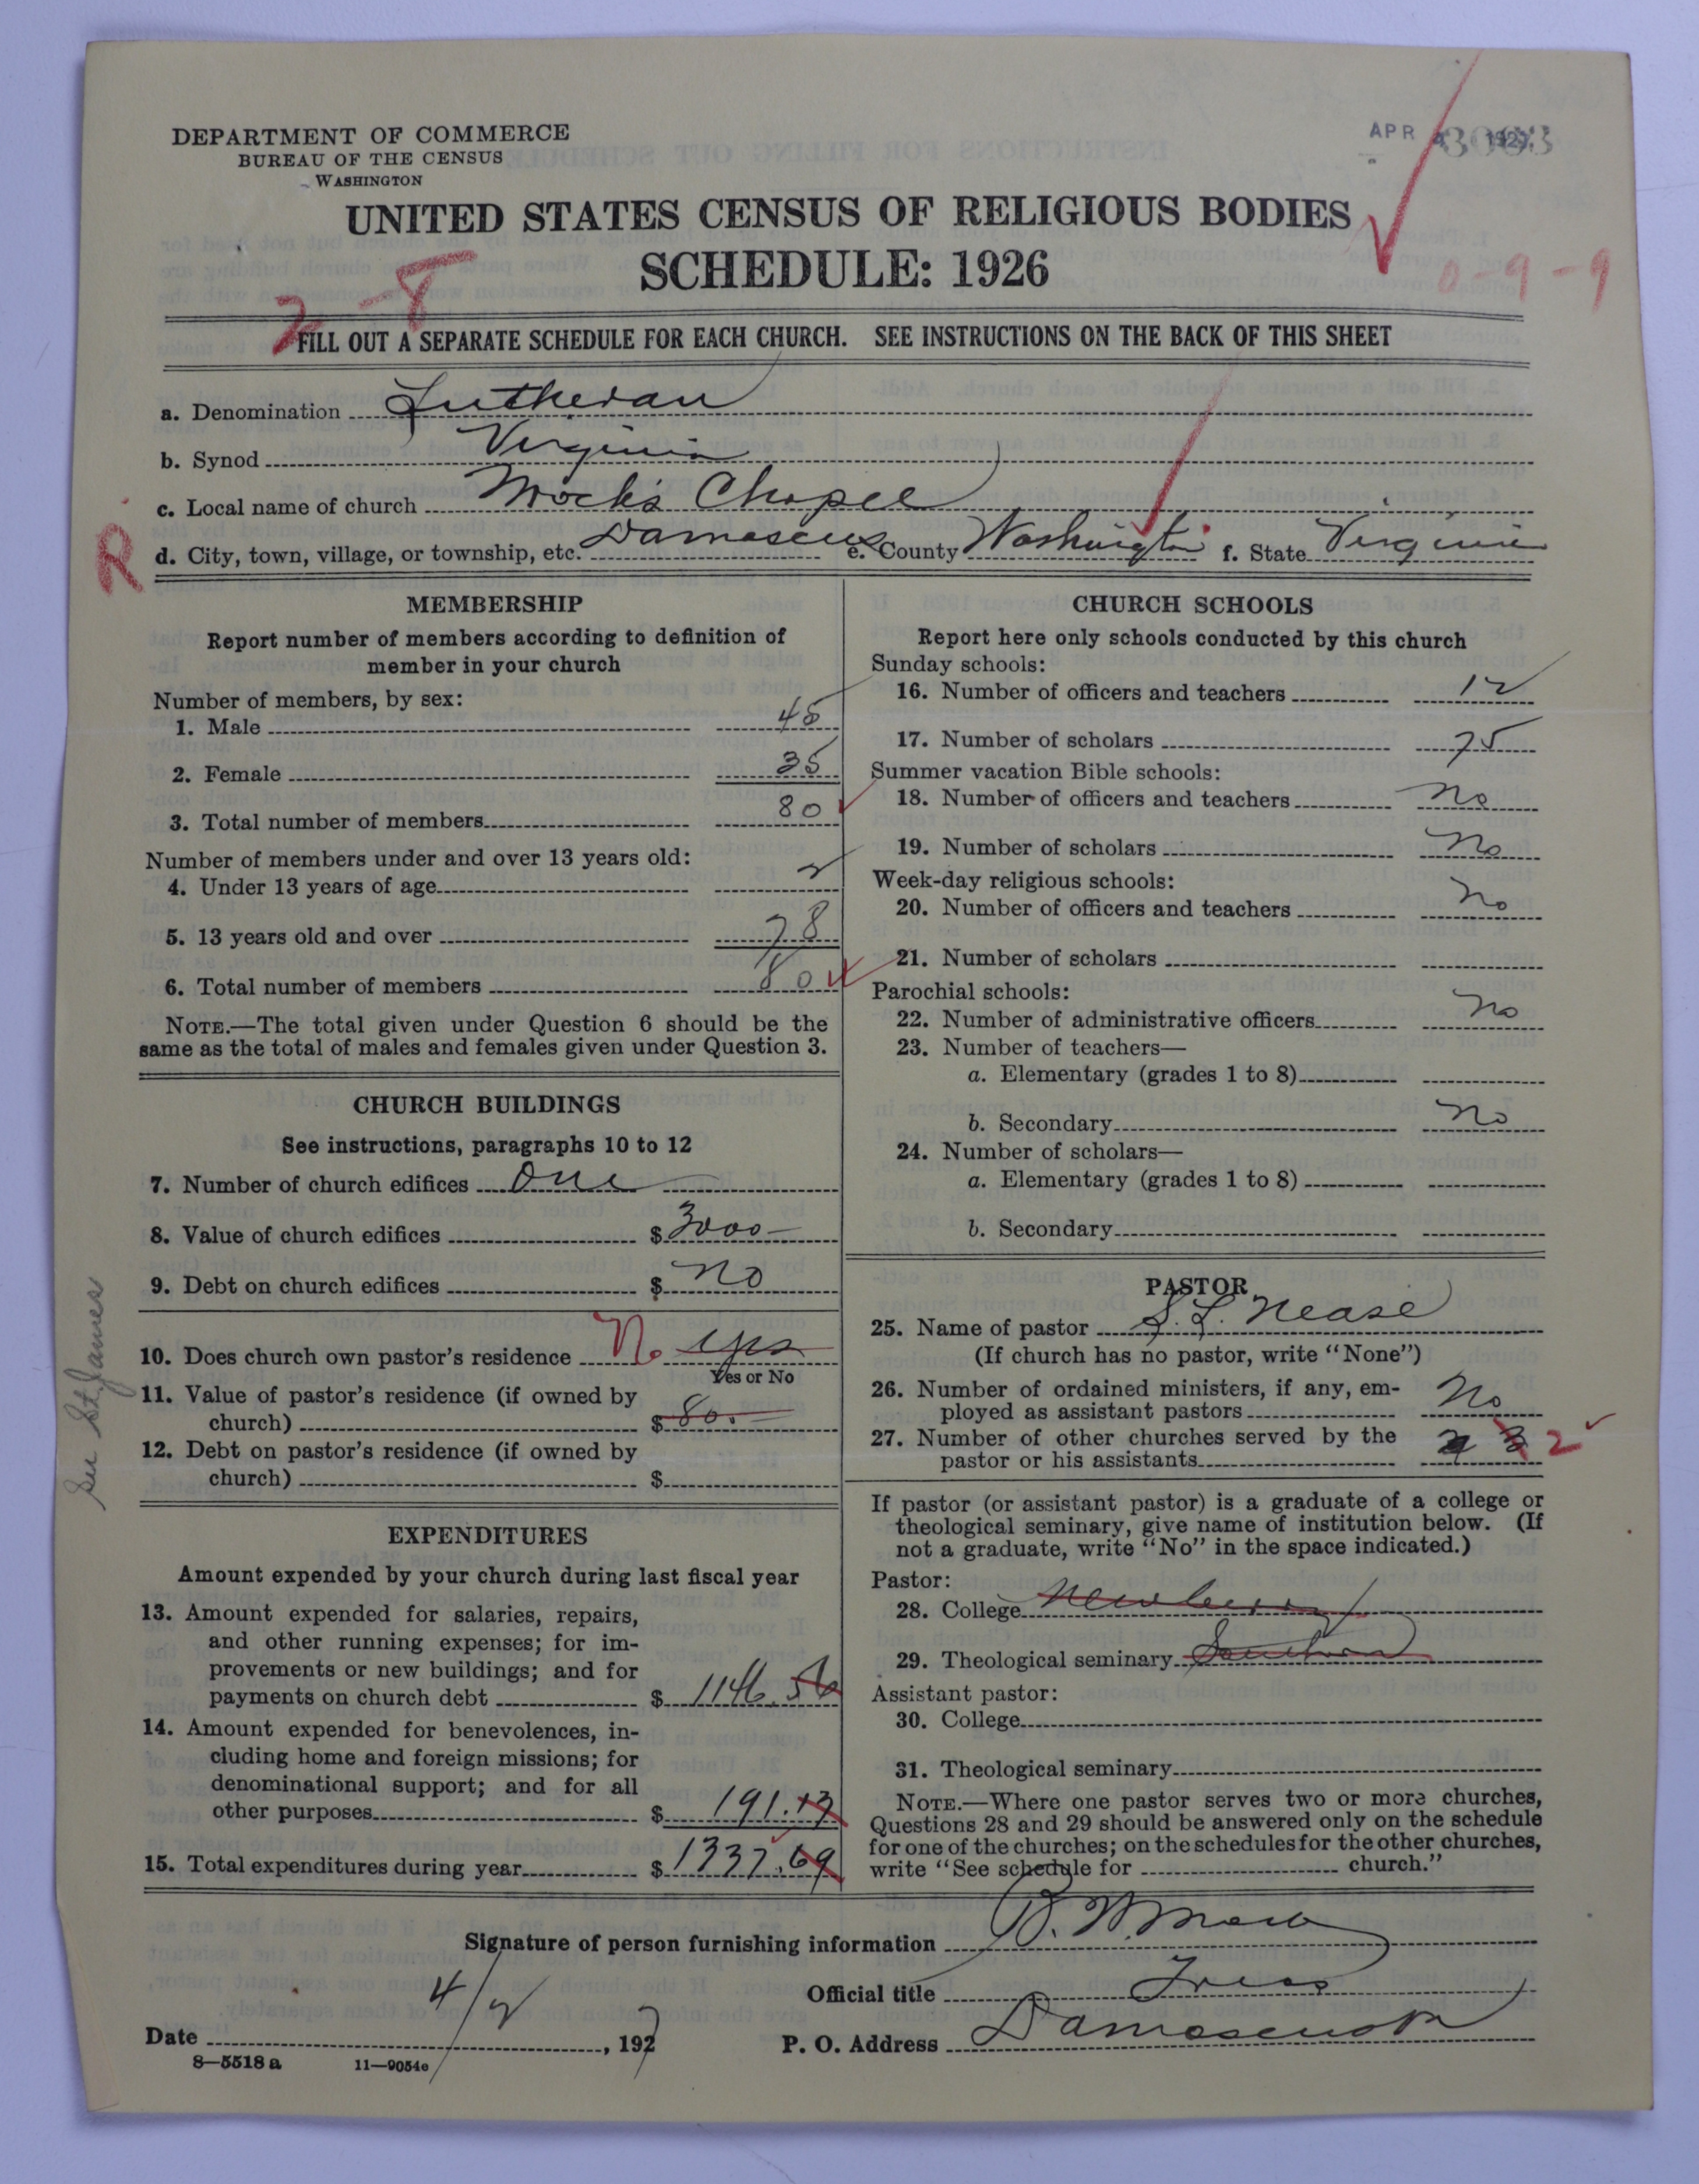 DEPARTMENT OF COMMERCE
BUREAU OF THE CENSUS
WASHINGTON
APR 1927
UNITED STATES CENSUS OF RELIGIOUS BODIES
SCHEDULE: 1926
0-9-9
FILL OUT A SEPARATE SCHEDULE FOR EACH CHURCH. SEE INSTRUCTIONS ON THE BACK OF THIS SHEET
a. Denomination Lutheran
b. Synod Virginia
c. Local name of church Mock's Chapel
R
d. City, town, village, or township, etc. Damascus e. County Washington f. State Virginia
MEMBERSHIP
Report number of members according to definition of
member in your church
Number of members, by sex:
1. Male 45
2. Female 35
3. Total number of members 80
Number of members under and over 13 years old:
4. Under 13 years of age 2
5. 13 years old and over 78
6. Total number of members 80
NOTE.—The total given under Question 6 should be the
same as the total of males and females given under Question 3.
CHURCH BUILDINGS
See instructions, paragraphs 10 to 12
7. Number of church edifices One
8. Value of church edifices $ 3000
9. Debt on church edifices $ no
10. Does church own pastor's residence No yes
Yes or No
11. Value of pastor's residence (if owned by
church) $ 80.
12. Debt on pastor's residence (if owned by
church) $
See St. James
EXPENDITURES
Amount expended by your church during last fiscal year
13. Amount expended for salaries, repairs,
and other running expenses; for im-
provements or new buildings; and for
payments on church debt $ 1146.56
14. Amount expended for benevolences, in-
cluding home and foreign missions; for
denominational support; and for all
other purposes $ 191.13
15. Total expenditures during year $ 1337.69
CHURCH SCHOOLS
Report here only schools conducted by this church
Sunday schools:
16. Number of officers and teachers 12
17. Number of scholars 75
Summer vacation Bible schools:
18. Number of officers and teachers no
19. Number of scholars no
Week-day religious schools:
20. Number of officers and teachers no
21. Number of scholars
Parochial schools:
22. Number of administrative officers no
23. Number of teachers—
a. Elementary (grades 1 to 8)
b. Secondary no
24. Number of scholars—
a. Elementary (grades 1 to 8)
b. Secondary
PASTOR
25. Name of pastor S. L. Nease
(If church has no pastor, write "None")
26. Number of ordained ministers, if any, em-
ployed as assistant pastors no
27. Number of other churches served by the
pastor or his assistants 3 2
If pastor (or assistant pastor) is a graduate of a college or
theological seminary, give name of institution below. (If
not a graduate, write "No" in the space indicated.)
Pastor:
28. College Newberry
29. Theological seminary Southern
Assistant pastor:
30. College
31. Theological seminary
NOTE.—Where one pastor serves two or more churches,
Questions 28 and 29 should be answered only on the schedule
for one of the churches; on the schedules for the other churches,
write "See schedule for church."
Signature of person furnishing information B. W. Mock
Official title Treas
Date 4/2, 1927 P. O. Address Damascus
8—5518 a 11—9054e